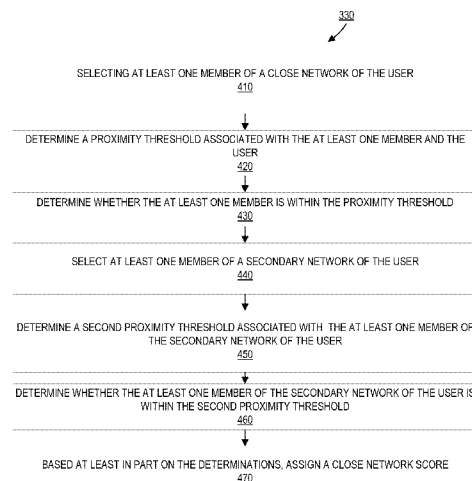 330
SELECTING AT LEAST ONE MEMBER OF A CLOSE NETWORK OF THE USER
410
DETERMINE A PROXIMITY THRESHOLD ASSOCIATED WITH THE AT LEAST ONE MEMBER AND THE
USER
420
DETERMINE WHETHER THE AT LEAST ONE MEMBER IS WITHIN THE PROXIMITY THRESHOLD
430
SELECT AT LEAST ONE MEMBER OF A SECONDARY NETWORK OF THE USER
440
DETERMINE A SECOND PROXIMITY THRESHOLD ASSOCIATED WITH THE AT LEAST ONE MEMBER OF
THE SECONDARY NETWORK OF THE USER
450
DETERMINE WHETHER THE AT LEAST ONE MEMBER OF THE SECONDARY NETWORK OF THE USER IS
WITHIN THE SECOND PROXIMITY THRESHOLD
460
BASED AT LEAST IN PART ON THE DETERMINATIONS, ASSIGN A CLOSE NETWORK SCORE
470